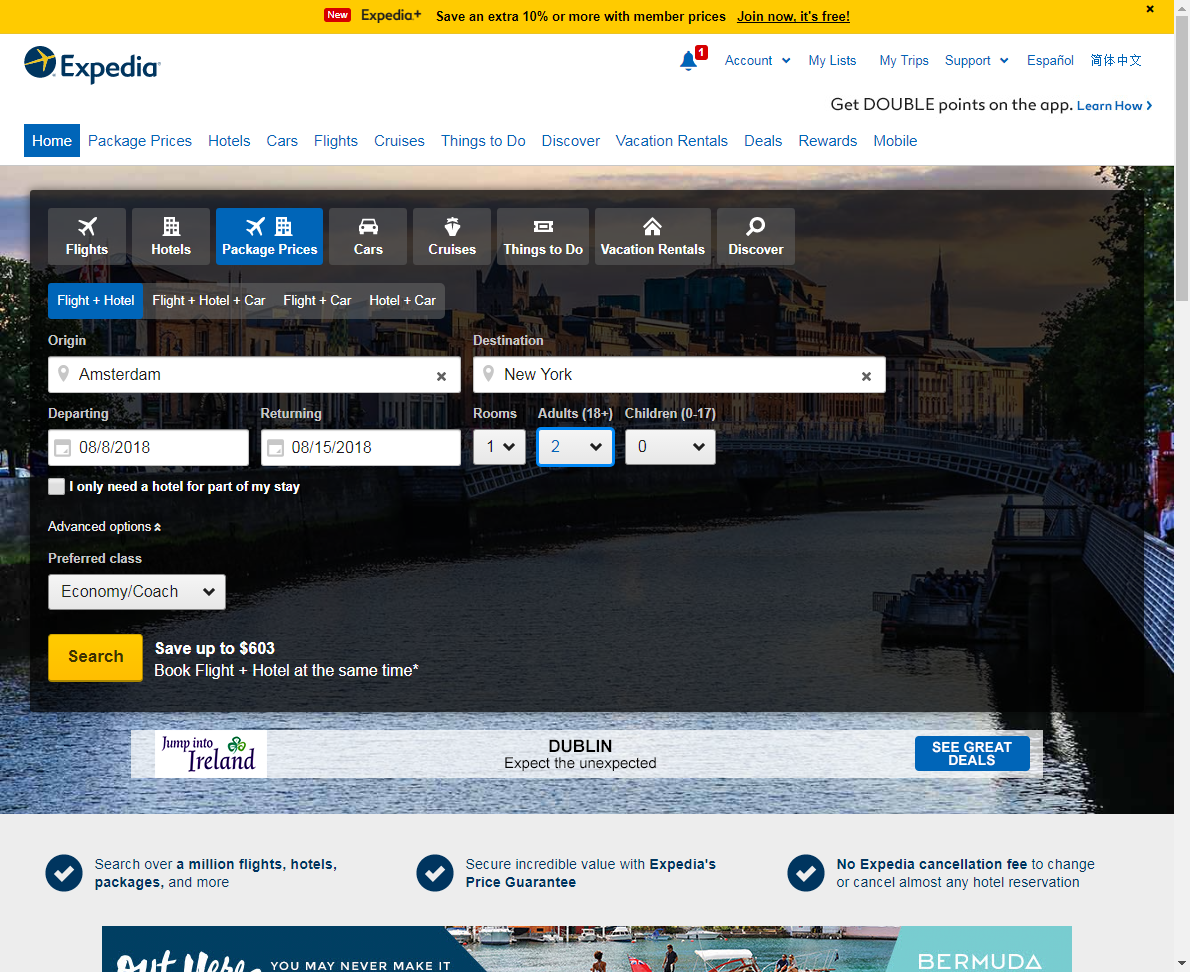 New Expedia+ Save an extra 10% or more with member prices Join now, it's free!
Expedia
1 Account My Lists My Trips Support Español 简体中文
Get DOUBLE points on the app. Learn How
Home Package Prices Hotels Cars Flights Cruises Things to Do Discover Vacation Rentals Deals Rewards Mobile
Flights Hotels Package Prices Cars Cruises Things to Do Vacation Rentals Discover
Flight + Hotel Flight + Hotel + Car Flight + Car Hotel + Car
Origin Destination
Amsterdam New York
Departing Returning Rooms Adults (18+) Children (0-17)
08/8/2018 08/15/2018 1 2 0
I only need a hotel for part of my stay
Advanced options
Preferred class
Economy/Coach
Search
Save up to $603
Book Flight + Hotel at the same time*
Jump into
Ireland
DUBLIN
Expect the unexpected
SEE GREAT
DEALS
Search over a million flights, hotels,
packages, and more
Secure incredible value with Expedia's
Price Guarantee
No Expedia cancellation fee to change
or cancel almost any hotel reservation
Out Here YOU MAY NEVER MAKE IT
BERMUDA